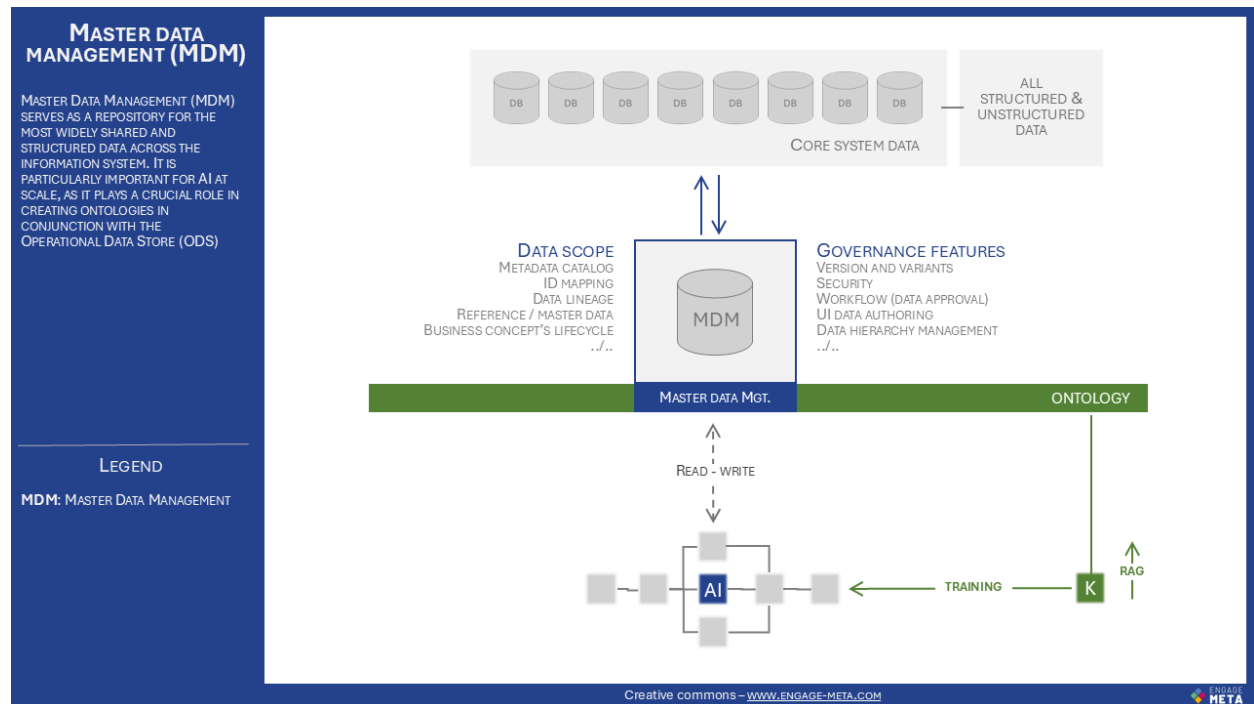 MASTER DATA
MANAGEMENT (MDM)
MASTER DATA MANAGEMENT (MDM)
SERVES AS A REPOSITORY FOR THE
MOST WIDELY SHARED AND
STRUCTURED DATA ACROSS THE
INFORMATION SYSTEM. IT IS
PARTICULARLY IMPORTANT FOR AI AT
SCALE, AS IT PLAYS A CRUCIAL ROLE IN
CREATING ONTOLOGIES IN
CONJUNCTION WITH THE
OPERATIONAL DATA STORE (ODS)
LEGEND
MDM: MASTER DATA MANAGEMENT
DB DB DB DB DB DB DB DB
CORE SYSTEM DATA
ALL
STRUCTURED &
UNSTRUCTURED
DATA
DATA SCOPE
METADATA CATALOG
ID MAPPING
DATA LINEAGE
REFERENCE / MASTER DATA
BUSINESS CONCEPT'S LIFECYCLE
../..
MDM
GOVERNANCE FEATURES
VERSION AND VARIANTS
SECURITY
WORKFLOW (DATA APPROVAL)
UI DATA AUTHORING
DATA HIERARCHY MANAGEMENT
../..
MASTER DATA MGT.
ONTOLOGY
READ - WRITE
AI
TRAINING
K
RAG
Creative commons – WWW.ENGAGE-META.COM
ENGAGE
META